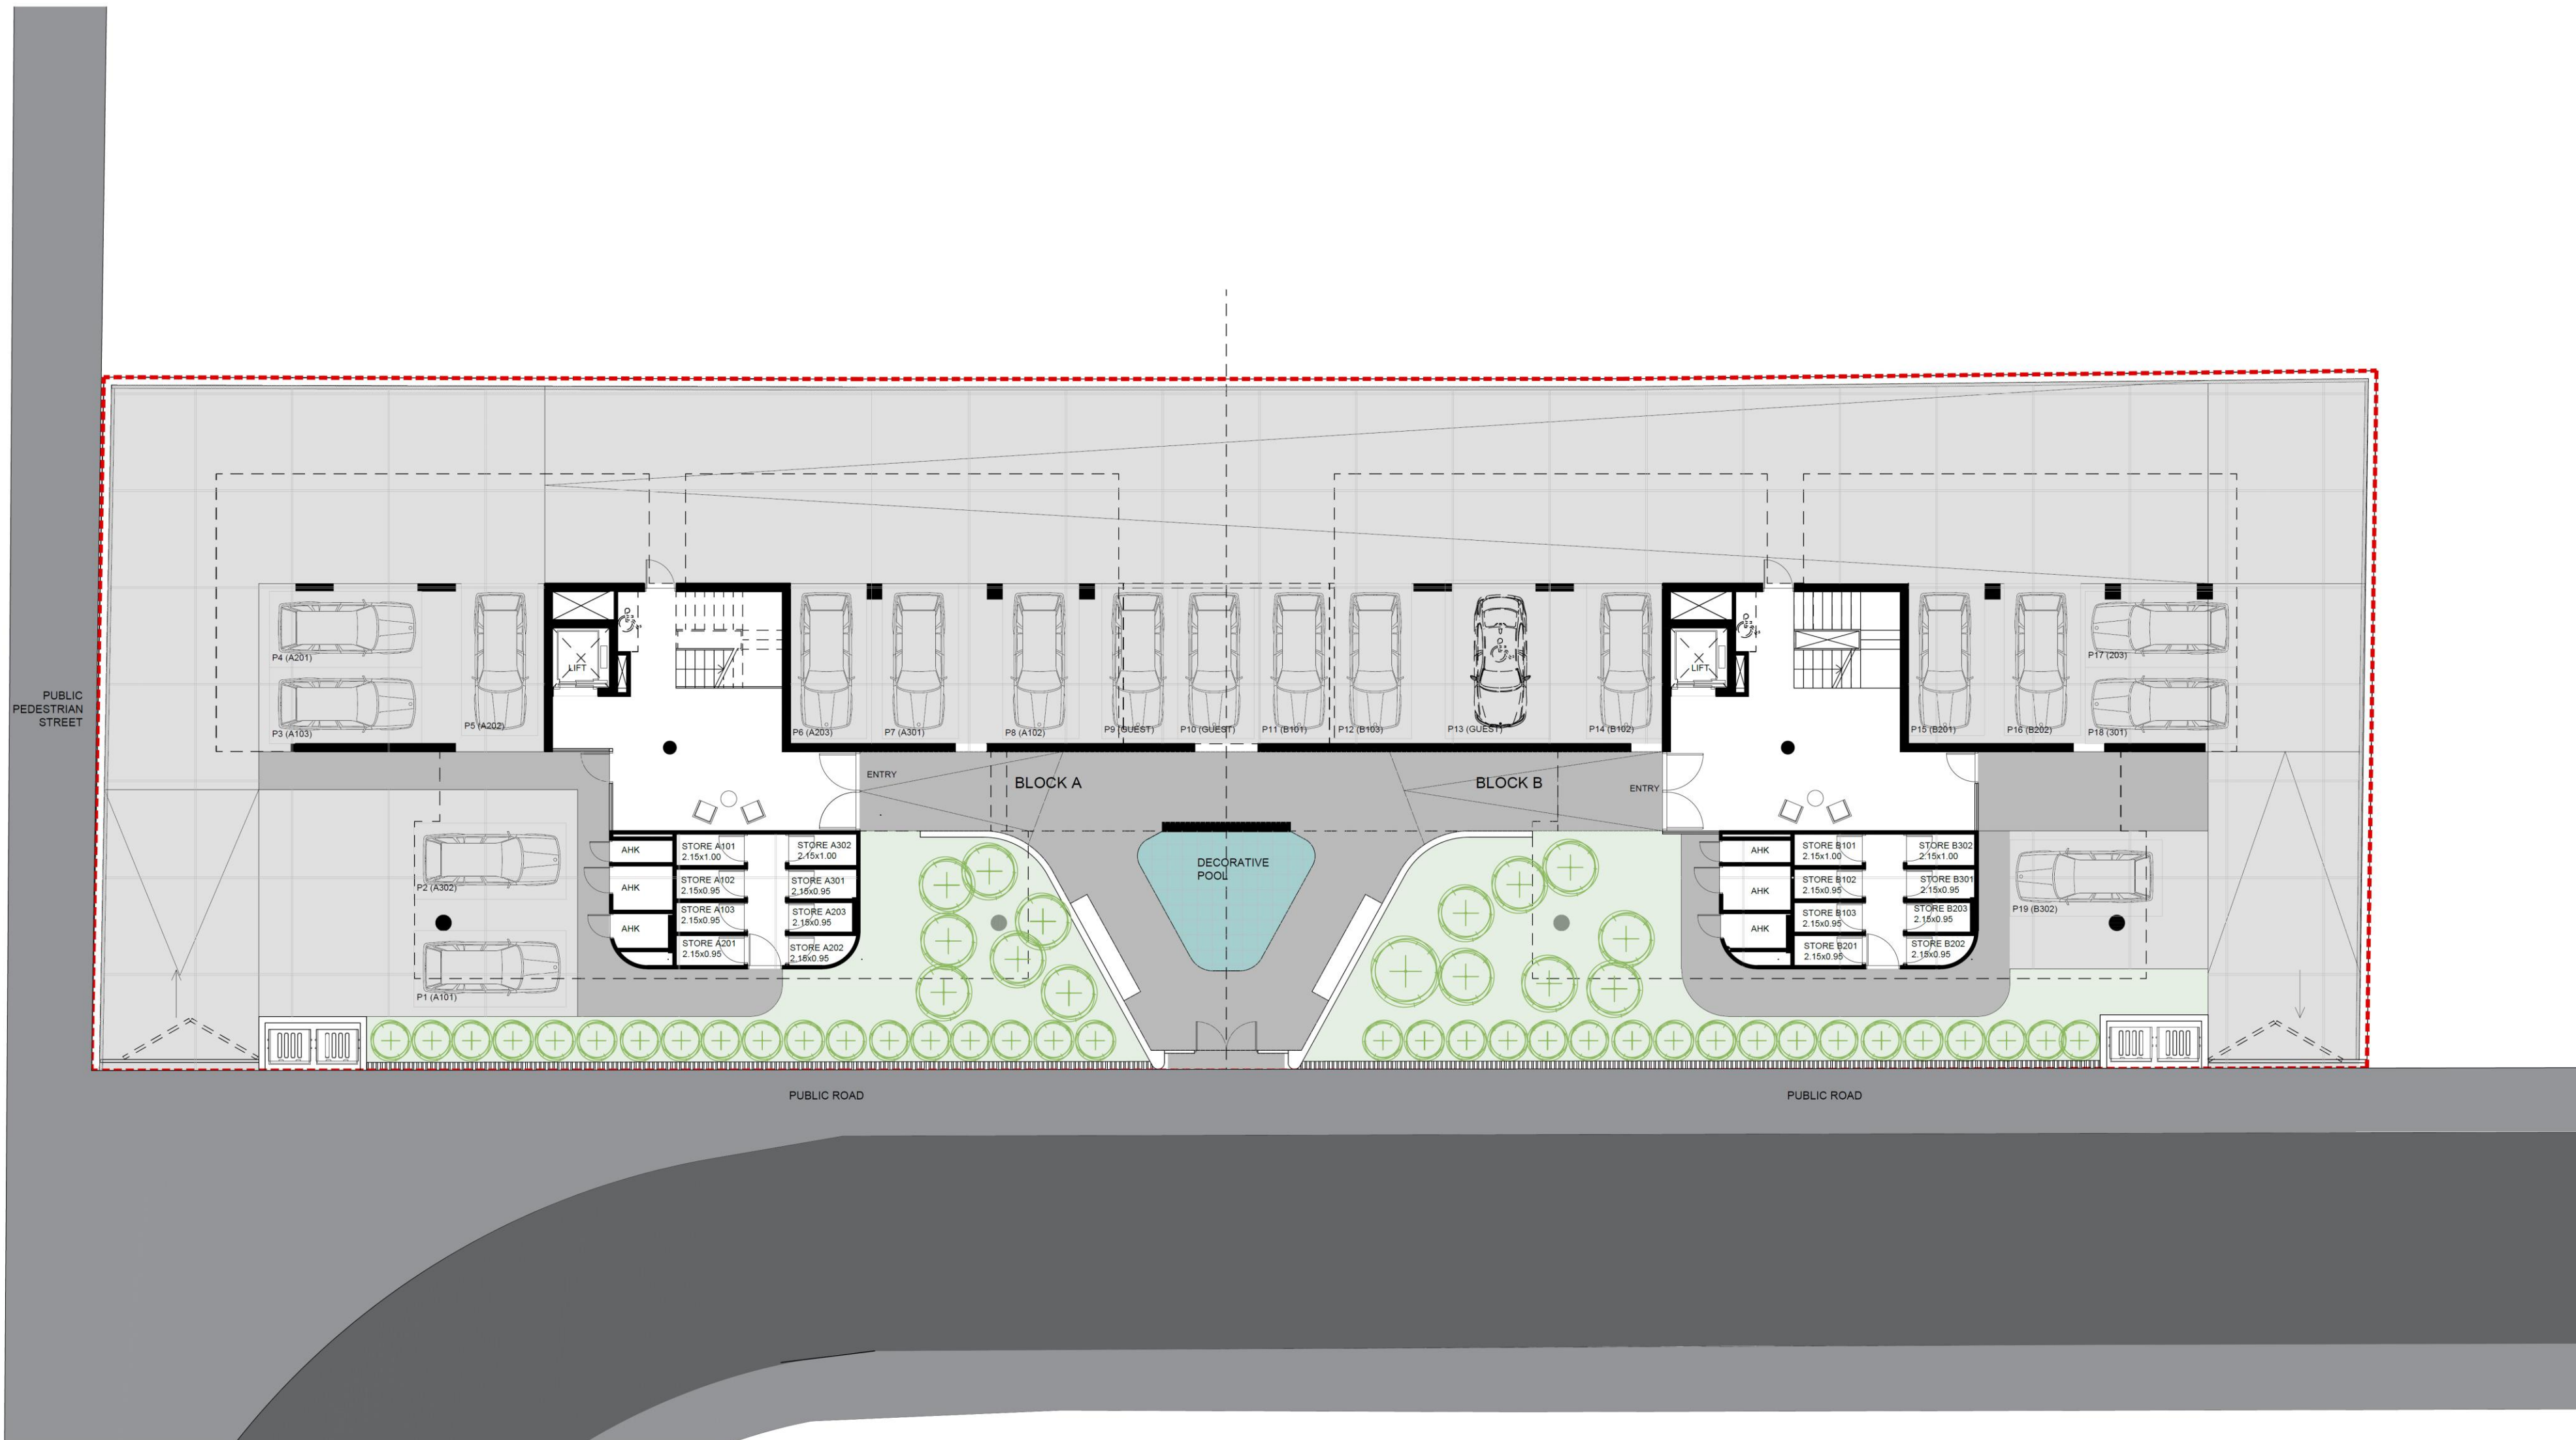 PUBLIC
PEDESTRIAN
STREET
P4 (A201)
P3 (A103)
P5 (A202)
LIFT
P6 (A203)
P7 (A301)
P8 (A102)
P9 (GUEST)
P10 (GUEST)
P11 (B101)
P12 (B103)
P13 (GUEST)
P14 (B102)
LIFT
P15 (B201)
P16 (B202)
P17 (203)
P18 (301)
ENTRY
BLOCK A
BLOCK B
ENTRY
P2 (A302)
P1 (A101)
AHK
AHK
AHK
STORE A101
2.15x1.00
STORE A302
2.15x1.00
STORE A102
2.15x0.95
STORE A301
2.15x0.95
STORE A103
2.15x0.95
STORE A203
2.15x0.95
STORE A201
2.15x0.95
STORE A202
2.15x0.95
DECORATIVE
POOL
AHK
AHK
AHK
STORE B101
2.15x1.00
STORE B302
2.15x1.00
STORE B102
2.15x0.95
STORE B301
2.15x0.95
STORE B103
2.15x0.95
STORE B203
2.15x0.95
STORE B201
2.15x0.95
STORE B202
2.15x0.95
P19 (B302)
PUBLIC ROAD
PUBLIC ROAD